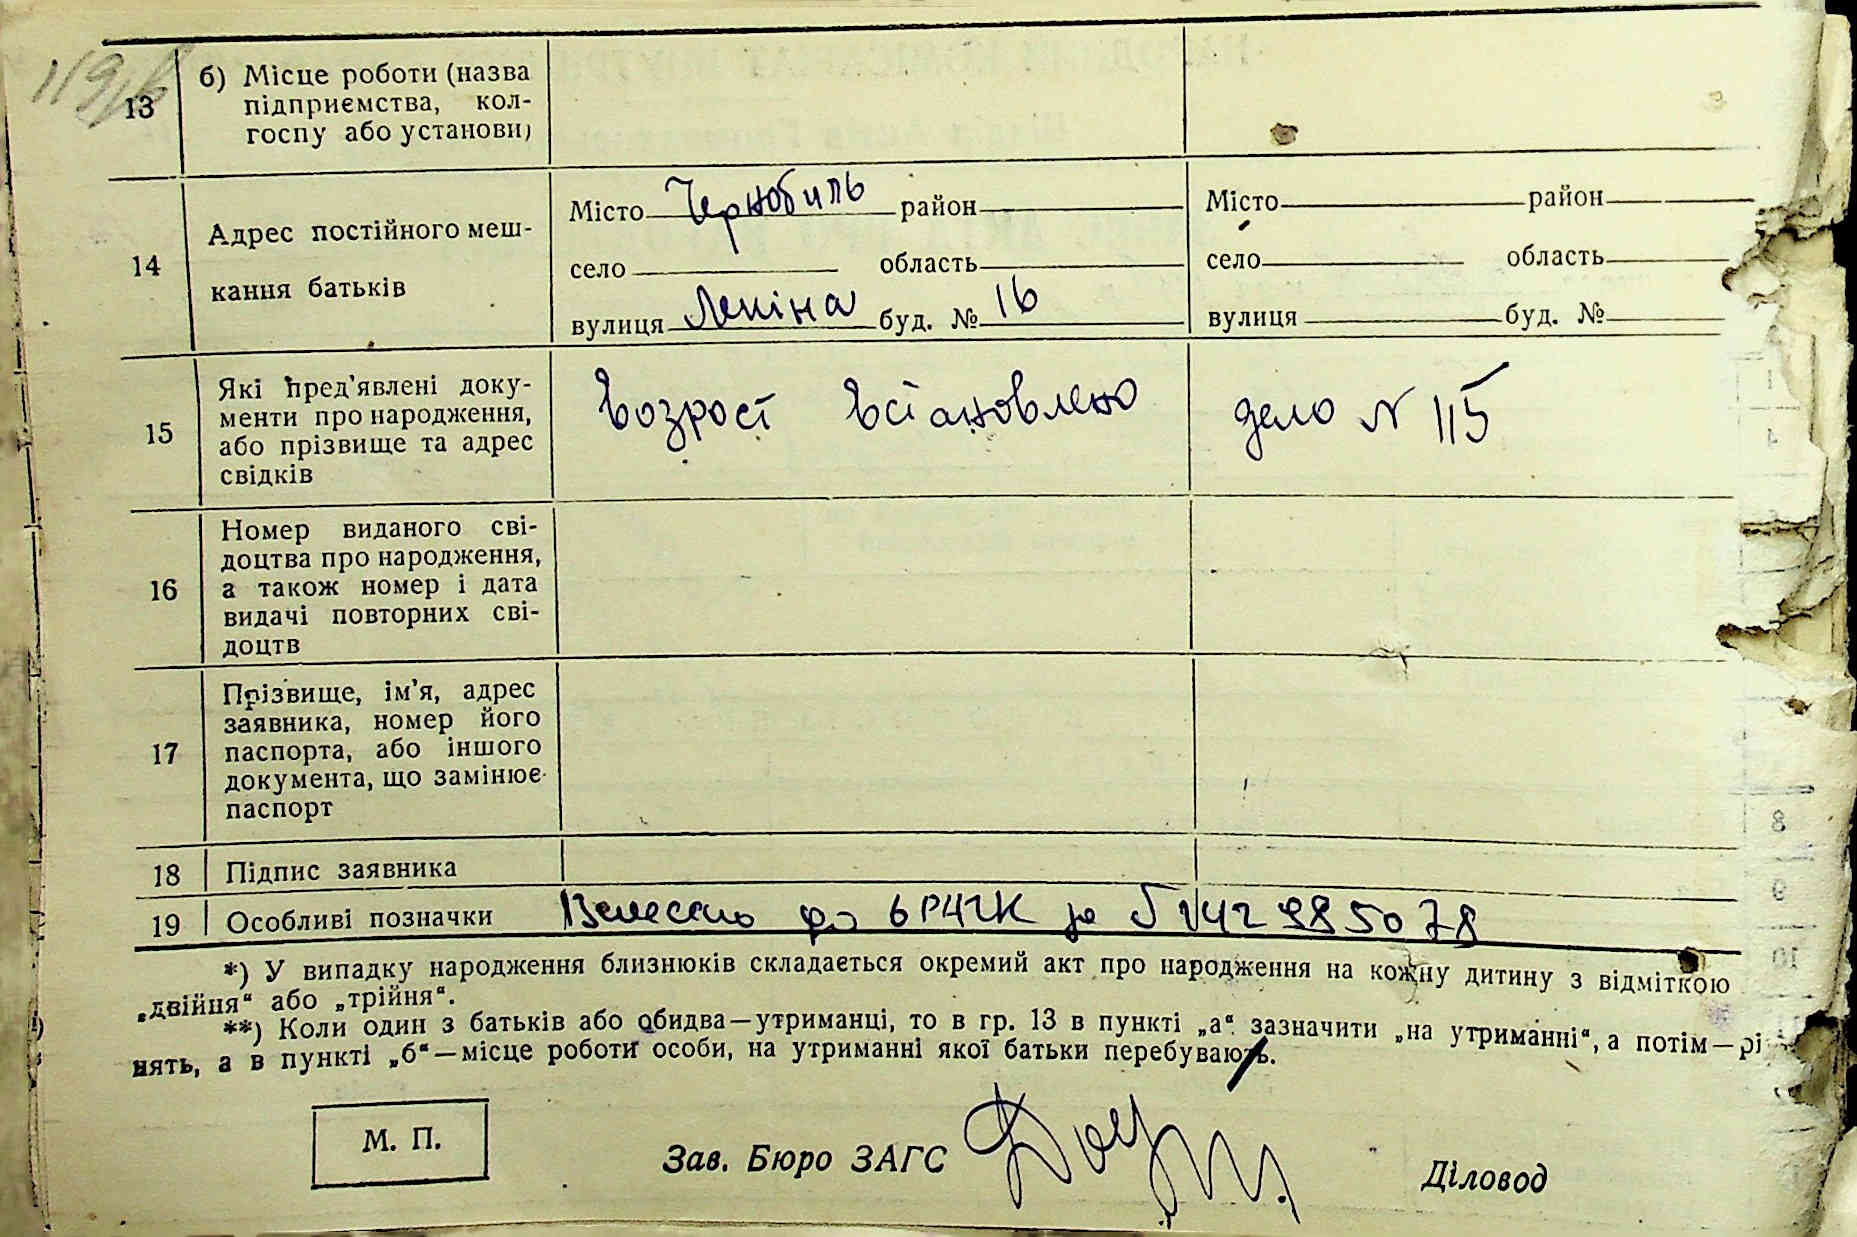 13 б) Місце роботи (назва
підприємства, кол-
госпу або установи)
14 Адрес постійного меш-
кання батьків
Місто Чернобиль район
село область
вулиця Леніна буд. № 16
Місто район
село область
вулиця буд. №
15 Які пред'явлені доку-
менти про народження,
або прізвище та адрес
свідків
Возрост встановлено дело N 115
16 Номер виданого сві-
доцтва про народження,
а також номер і дата
видачі повторних сві-
доцтв
17 Прізвище, ім'я, адрес
заявника, номер його
паспорта, або іншого
документа, що замінює
паспорт
18 Підпис заявника
19 Особливі позначки Внесено до
*) У випадку народження близнюків складається окремий акт про народження на кожну дитину з відміткою
„двійня" або „трійня".
**) Коли один з батьків або обидва—утриманці, то в гр. 13 в пункті „а" зазначити „на утриманні", а потім—рі
нять, а в пункті „б"—місце роботи особи, на утриманні якої батьки перебувають.
М. П.
Зав. Бюро ЗАГС
Діловод